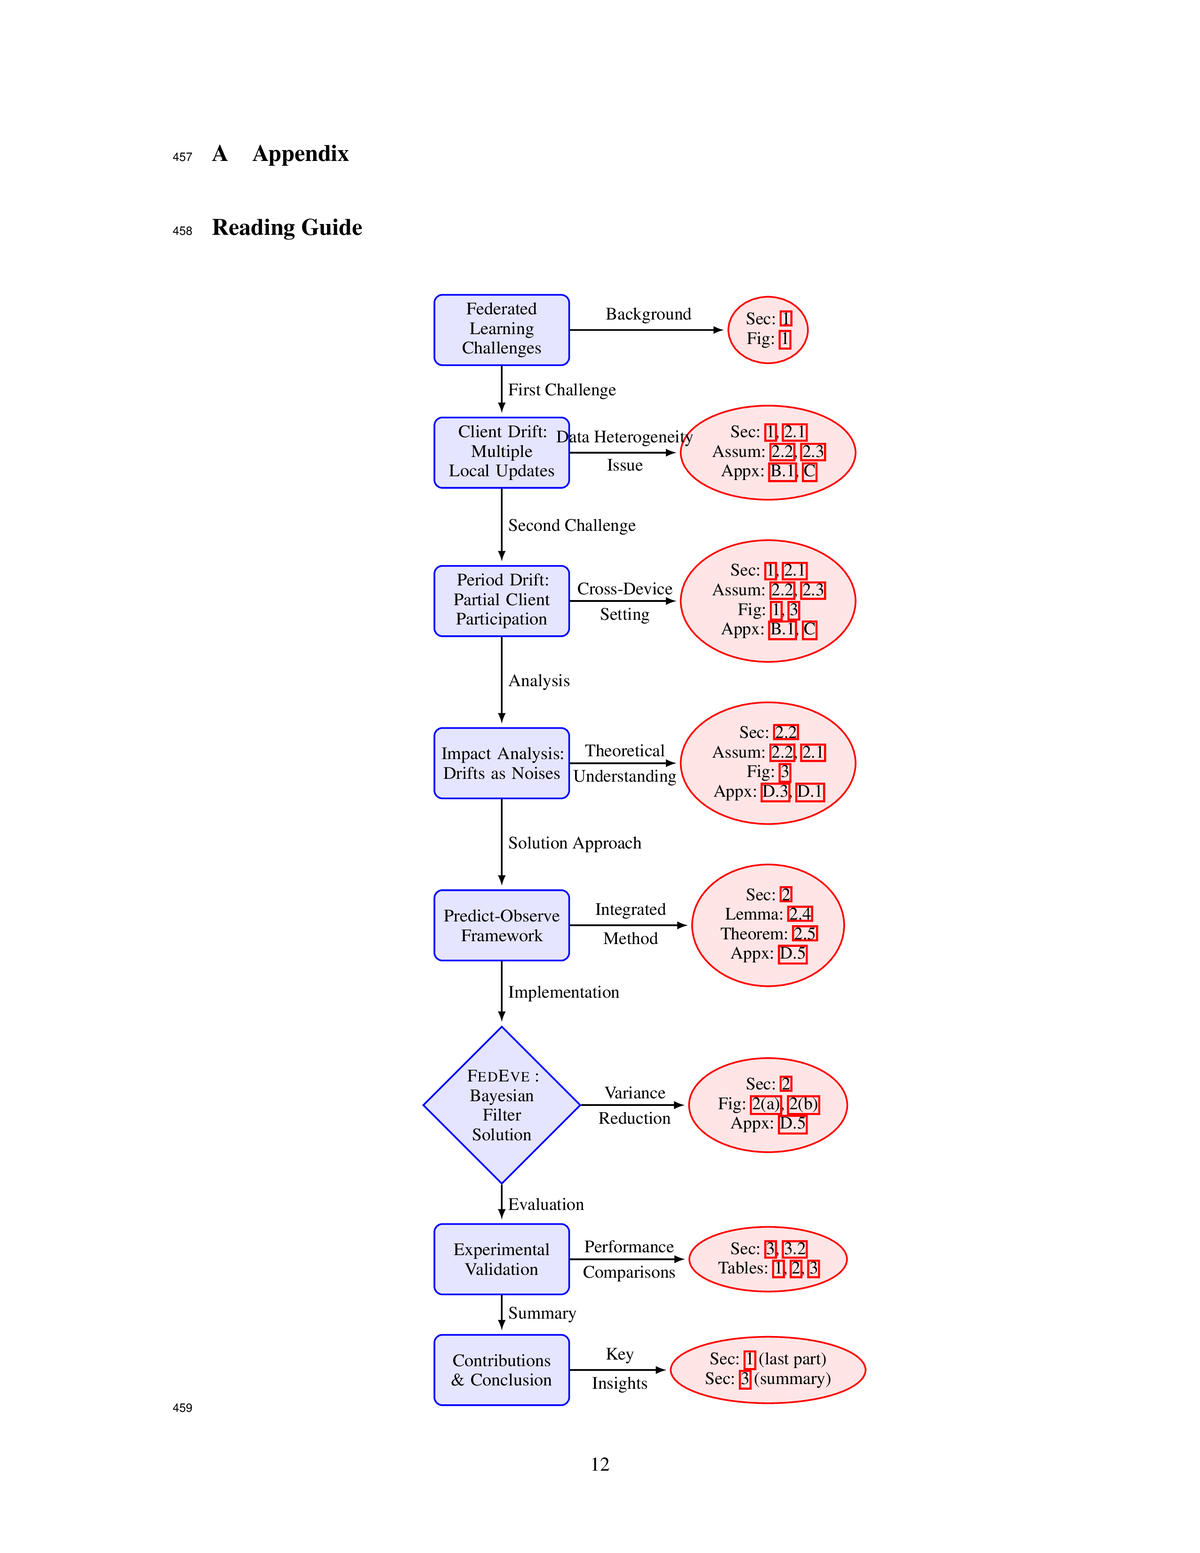 457 A Appendix
458 Reading Guide
Federated
Learning
Challenges
Background
Sec: 1
Fig: 1
First Challenge
Client Drift:
Multiple
Local Updates
Data Heterogeneity
Issue
Sec: 1, 2.1
Assum: 2.2, 2.3
Appx: B.1, C
Second Challenge
Period Drift:
Partial Client
Participation
Cross-Device
Setting
Sec: 1, 2.1
Assum: 2.2, 2.3
Fig: 1, 3
Appx: B.1, C
Analysis
Impact Analysis:
Drifts as Noises
Theoretical
Understanding
Sec: 2.2
Assum: 2.2, 2.1
Fig: 3
Appx: D.3, D.1
Solution Approach
Predict-Observe
Framework
Integrated
Method
Sec: 2
Lemma: 2.4
Theorem: 2.5
Appx: D.5
Implementation
FEDEVE :
Bayesian
Filter
Solution
Variance
Reduction
Sec: 2
Fig: 2(a), 2(b)
Appx: D.5
Evaluation
Experimental
Validation
Performance
Comparisons
Sec: 3, 3.2
Tables: 1, 2, 3
Summary
Contributions
& Conclusion
Key
Insights
Sec: 1 (last part)
Sec: 3 (summary)
459
12